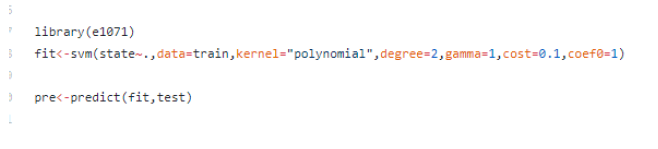 library(e1071)
fit<-svm(state~.,data=train,kernel="polynomial",degree=2,gamma=1,cost=0.1,coef0=1)
pre<-predict(fit,test)